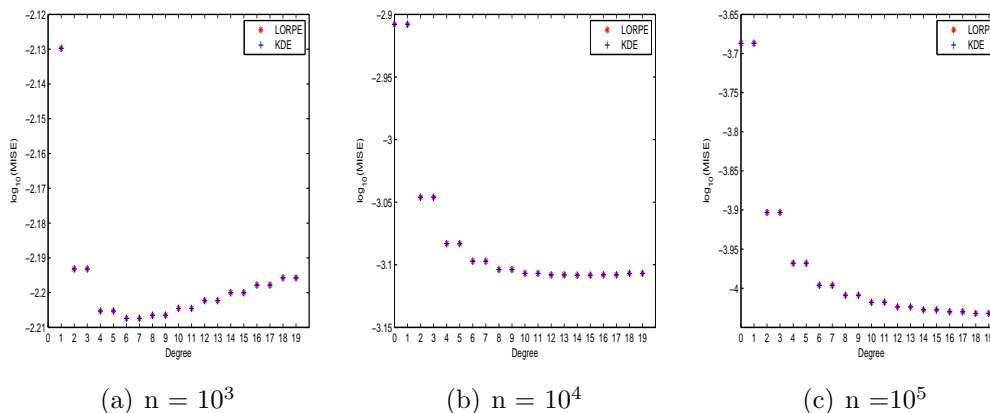 −2.12
−2.13
−2.14
−2.15
−2.16
−2.17
−2.18
−2.19
−2.2
−2.21
log10(MISE)
0 1 2 3 4 5 6 7 8 9 10 11 12 13 14 15 16 17 18 19
Degree
LORPE
KDE
(a) n = 10³
−2.9
−2.95
−3
−3.05
−3.1
−3.15
log10(MISE)
0 1 2 3 4 5 6 7 8 9 10 11 12 13 14 15 16 17 18 19
Degree
LORPE
KDE
(b) n = 10⁴
−3.65
−3.7
−3.75
−3.8
−3.85
−3.9
−3.95
−4
log10(MISE)
0 1 2 3 4 5 6 7 8 9 10 11 12 13 14 15 16 17 18 19
Degree
LORPE
KDE
(c) n =10⁵